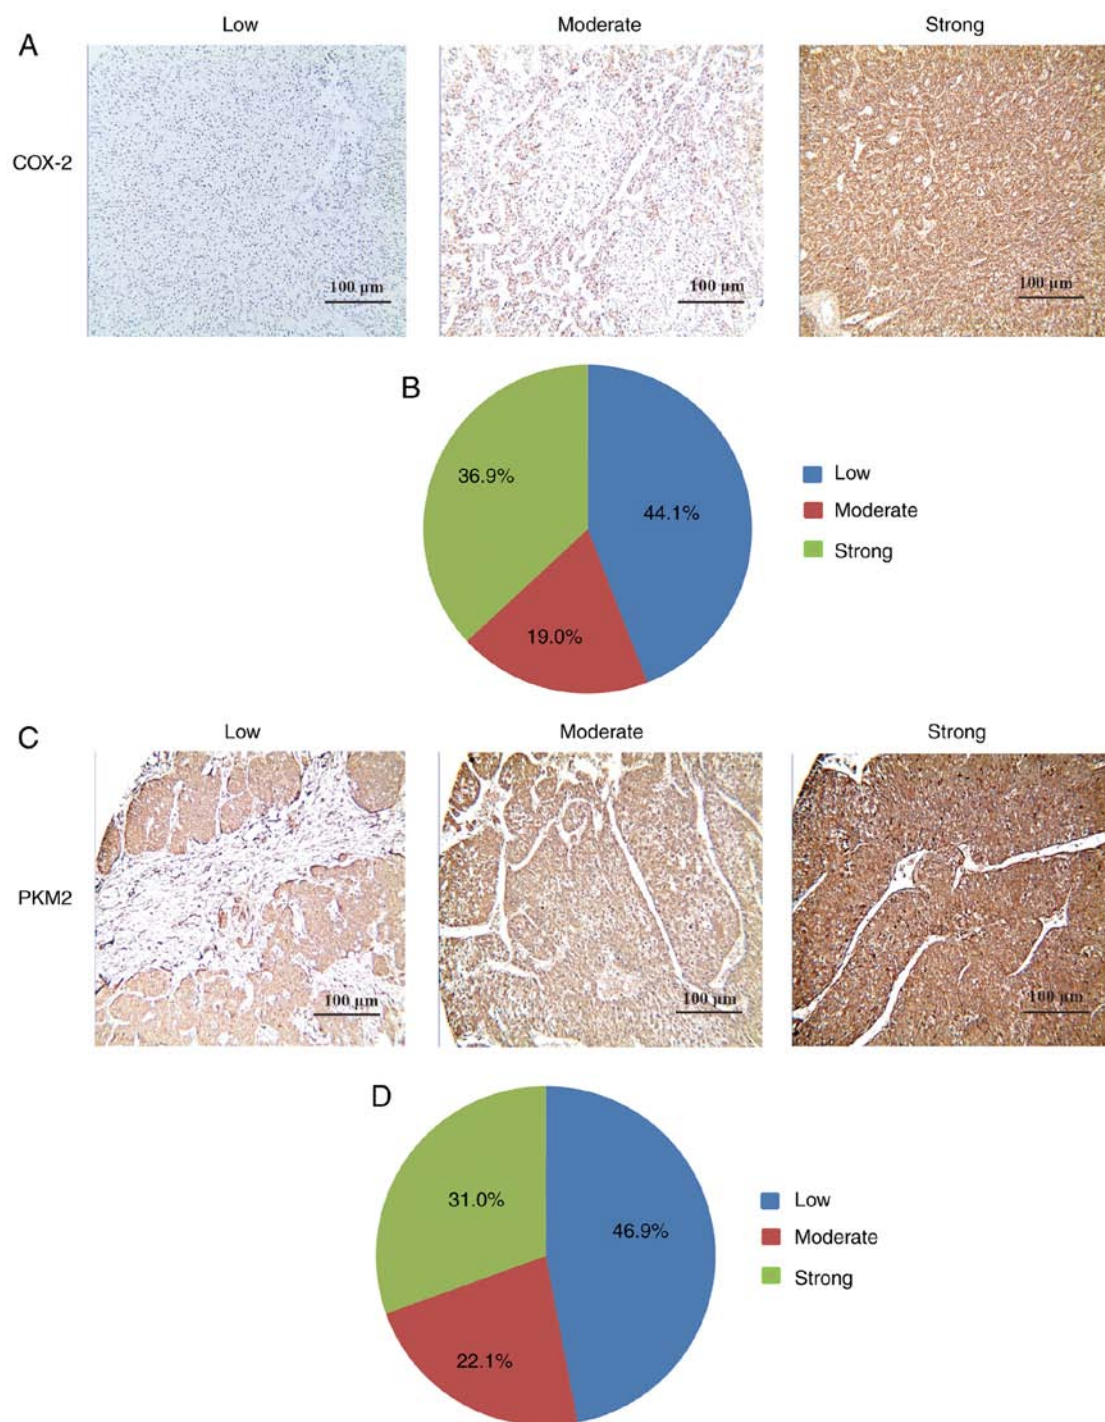 A
Low
Moderate
Strong
COX-2
100 µm
100 µm
100 µm
B
36.9%
44.1%
19.0%
Low
Moderate
Strong
C
Low
Moderate
Strong
PKM2
100 µm
100 µm
100 µm
D
31.0%
46.9%
22.1%
Low
Moderate
Strong